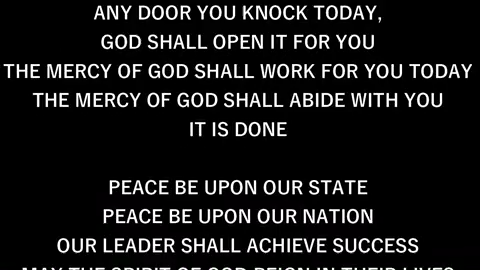 ANY DOOR YOU KNOCK TODAY,
GOD SHALL OPEN IT FOR YOU
THE MERCY OF GOD SHALL WORK FOR YOU TODAY
THE MERCY OF GOD SHALL ABIDE WITH YOU
IT IS DONE
PEACE BE UPON OUR STATE
PEACE BE UPON OUR NATION
OUR LEADER SHALL ACHIEVE SUCCESS
MAY THE SPIRIT OF GOD REIGN IN THEIR LIVES